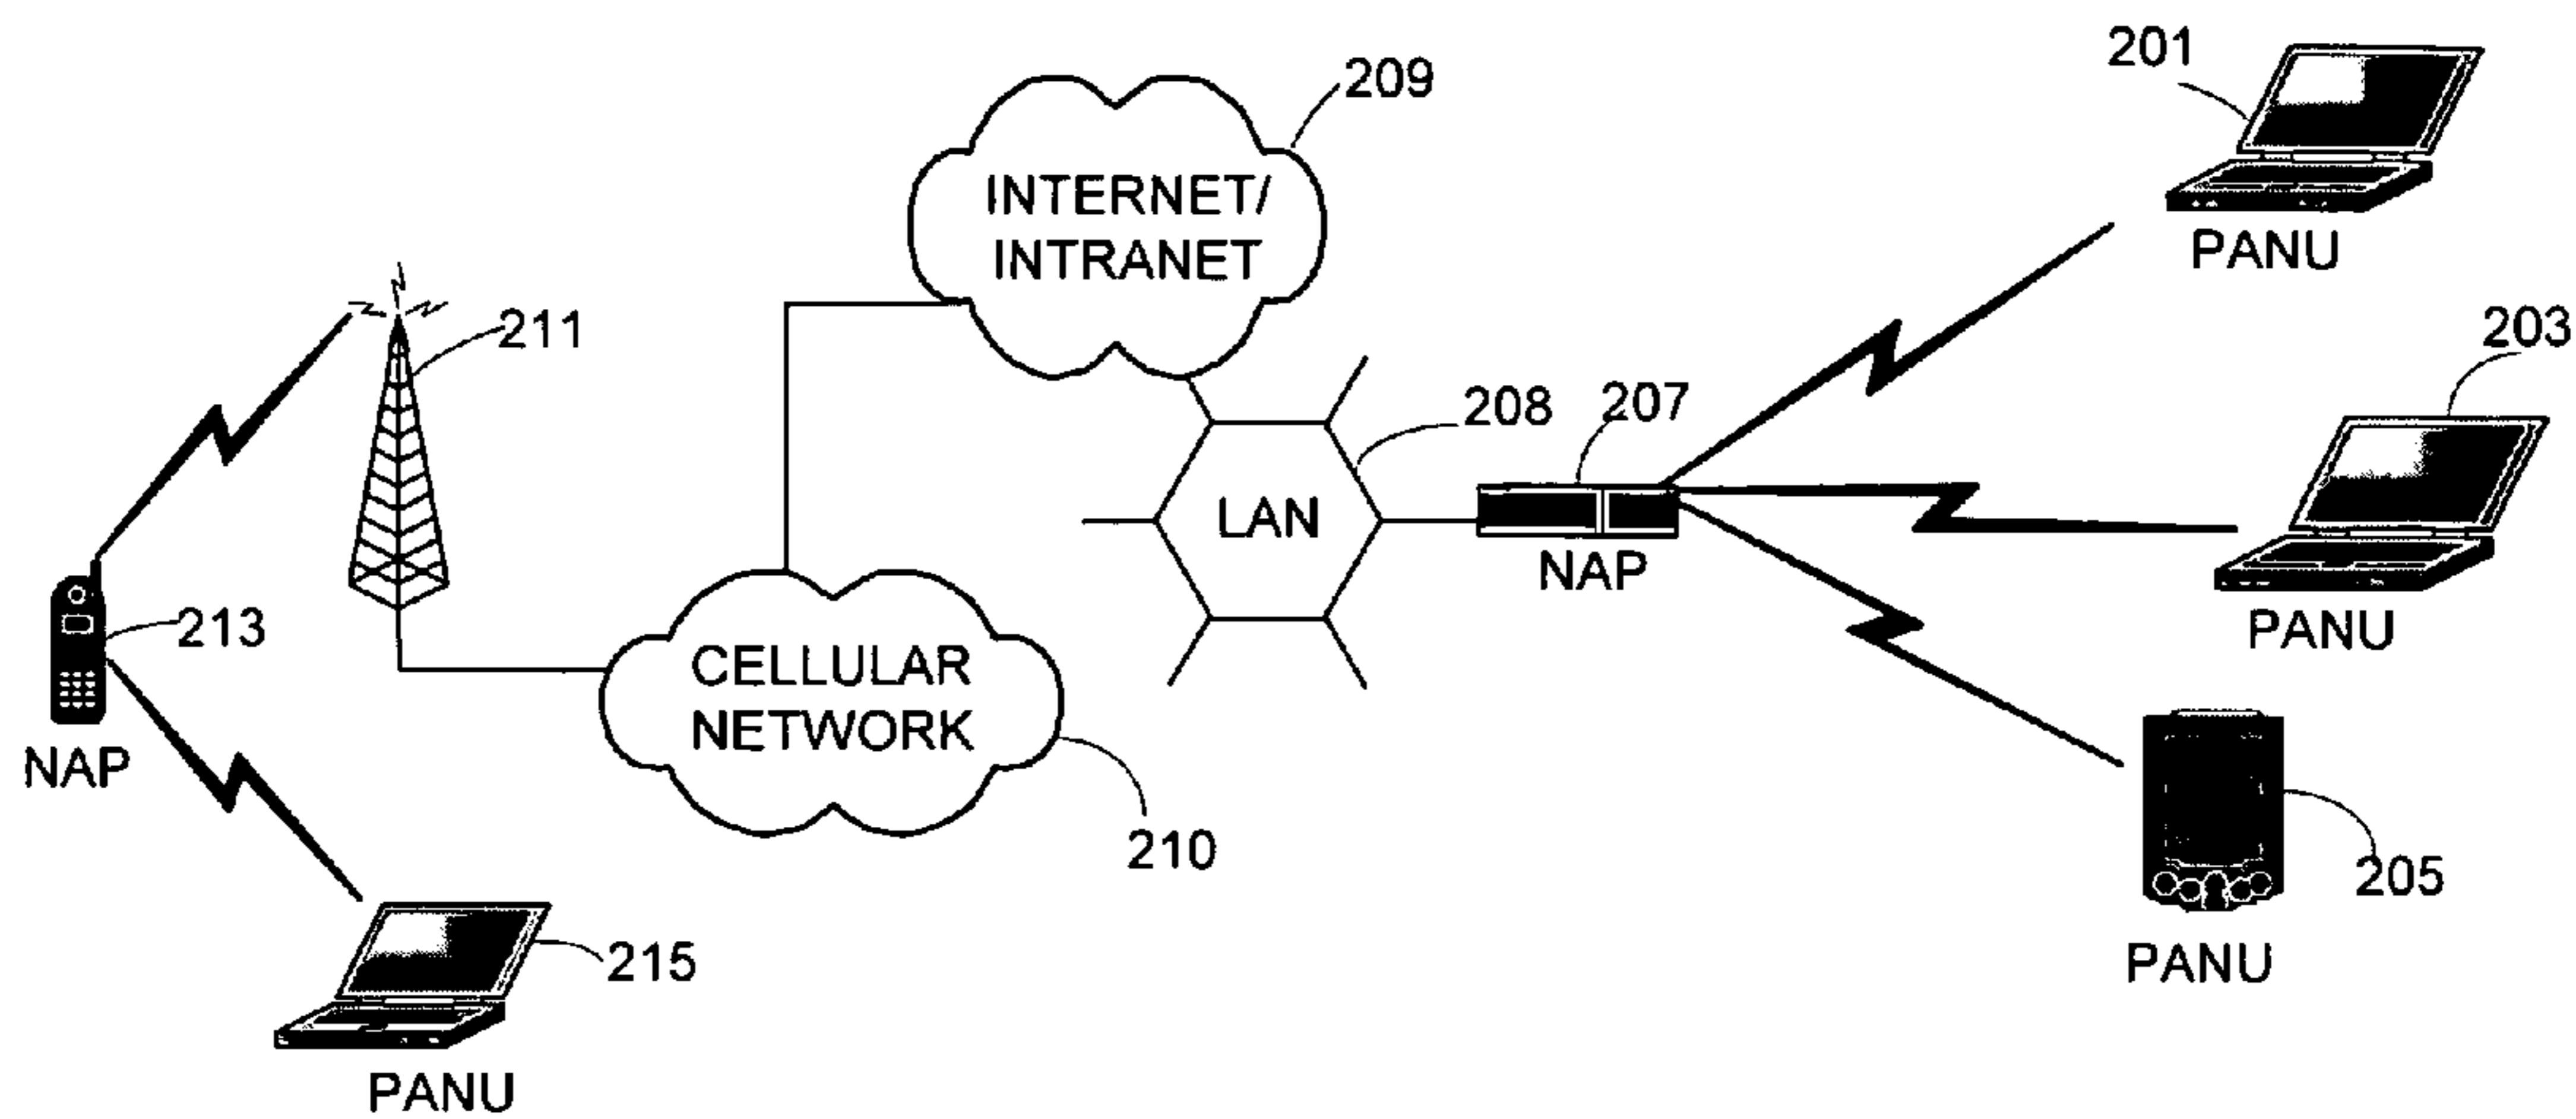 201
209
INTERNET/
INTRANET
PANU
211
203
208
207
LAN
NAP
PANU
213
CELLULAR
NETWORK
NAP
210
205
215
PANU
PANU